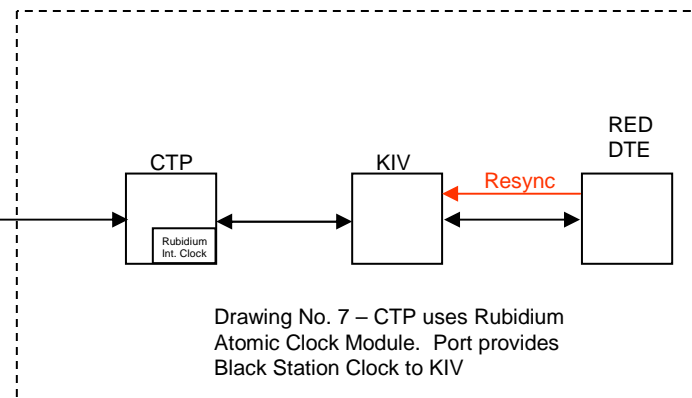 RED
DTE
CTP
KIV
Resync
Rubidium
Int. Clock
Drawing No. 7 – CTP uses Rubidium
Atomic Clock Module.  Port provides
Black Station Clock to KIV